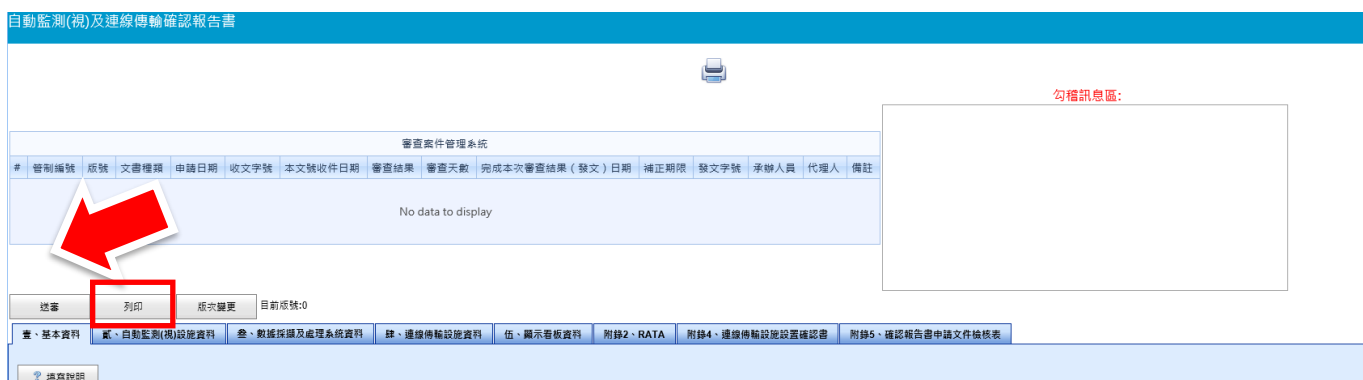 自動監測(視)及連線傳輸確認報告書
勾稽訊息區:
審查案件管理系統
# 管制編號 版號 文書種類 申請日期 收文字號 本文號收件日期 審查結果 審查天數 完成本次審查結果(發文)日期 補正期限 發文字號 承辦人員 代理人 備註
No data to display
送審 列印 版次變更 目前版號:0
壹、基本資料 貳、自動監測(視)設施資料 叁、數據採擷及處理系統資料 肆、連線傳輸設施資料 伍、顯示看板資料 附錄2、RATA 附錄4、連線傳輸設施設置確認書 附錄5、確認報告書申請文件檢核表
? 填寫說明